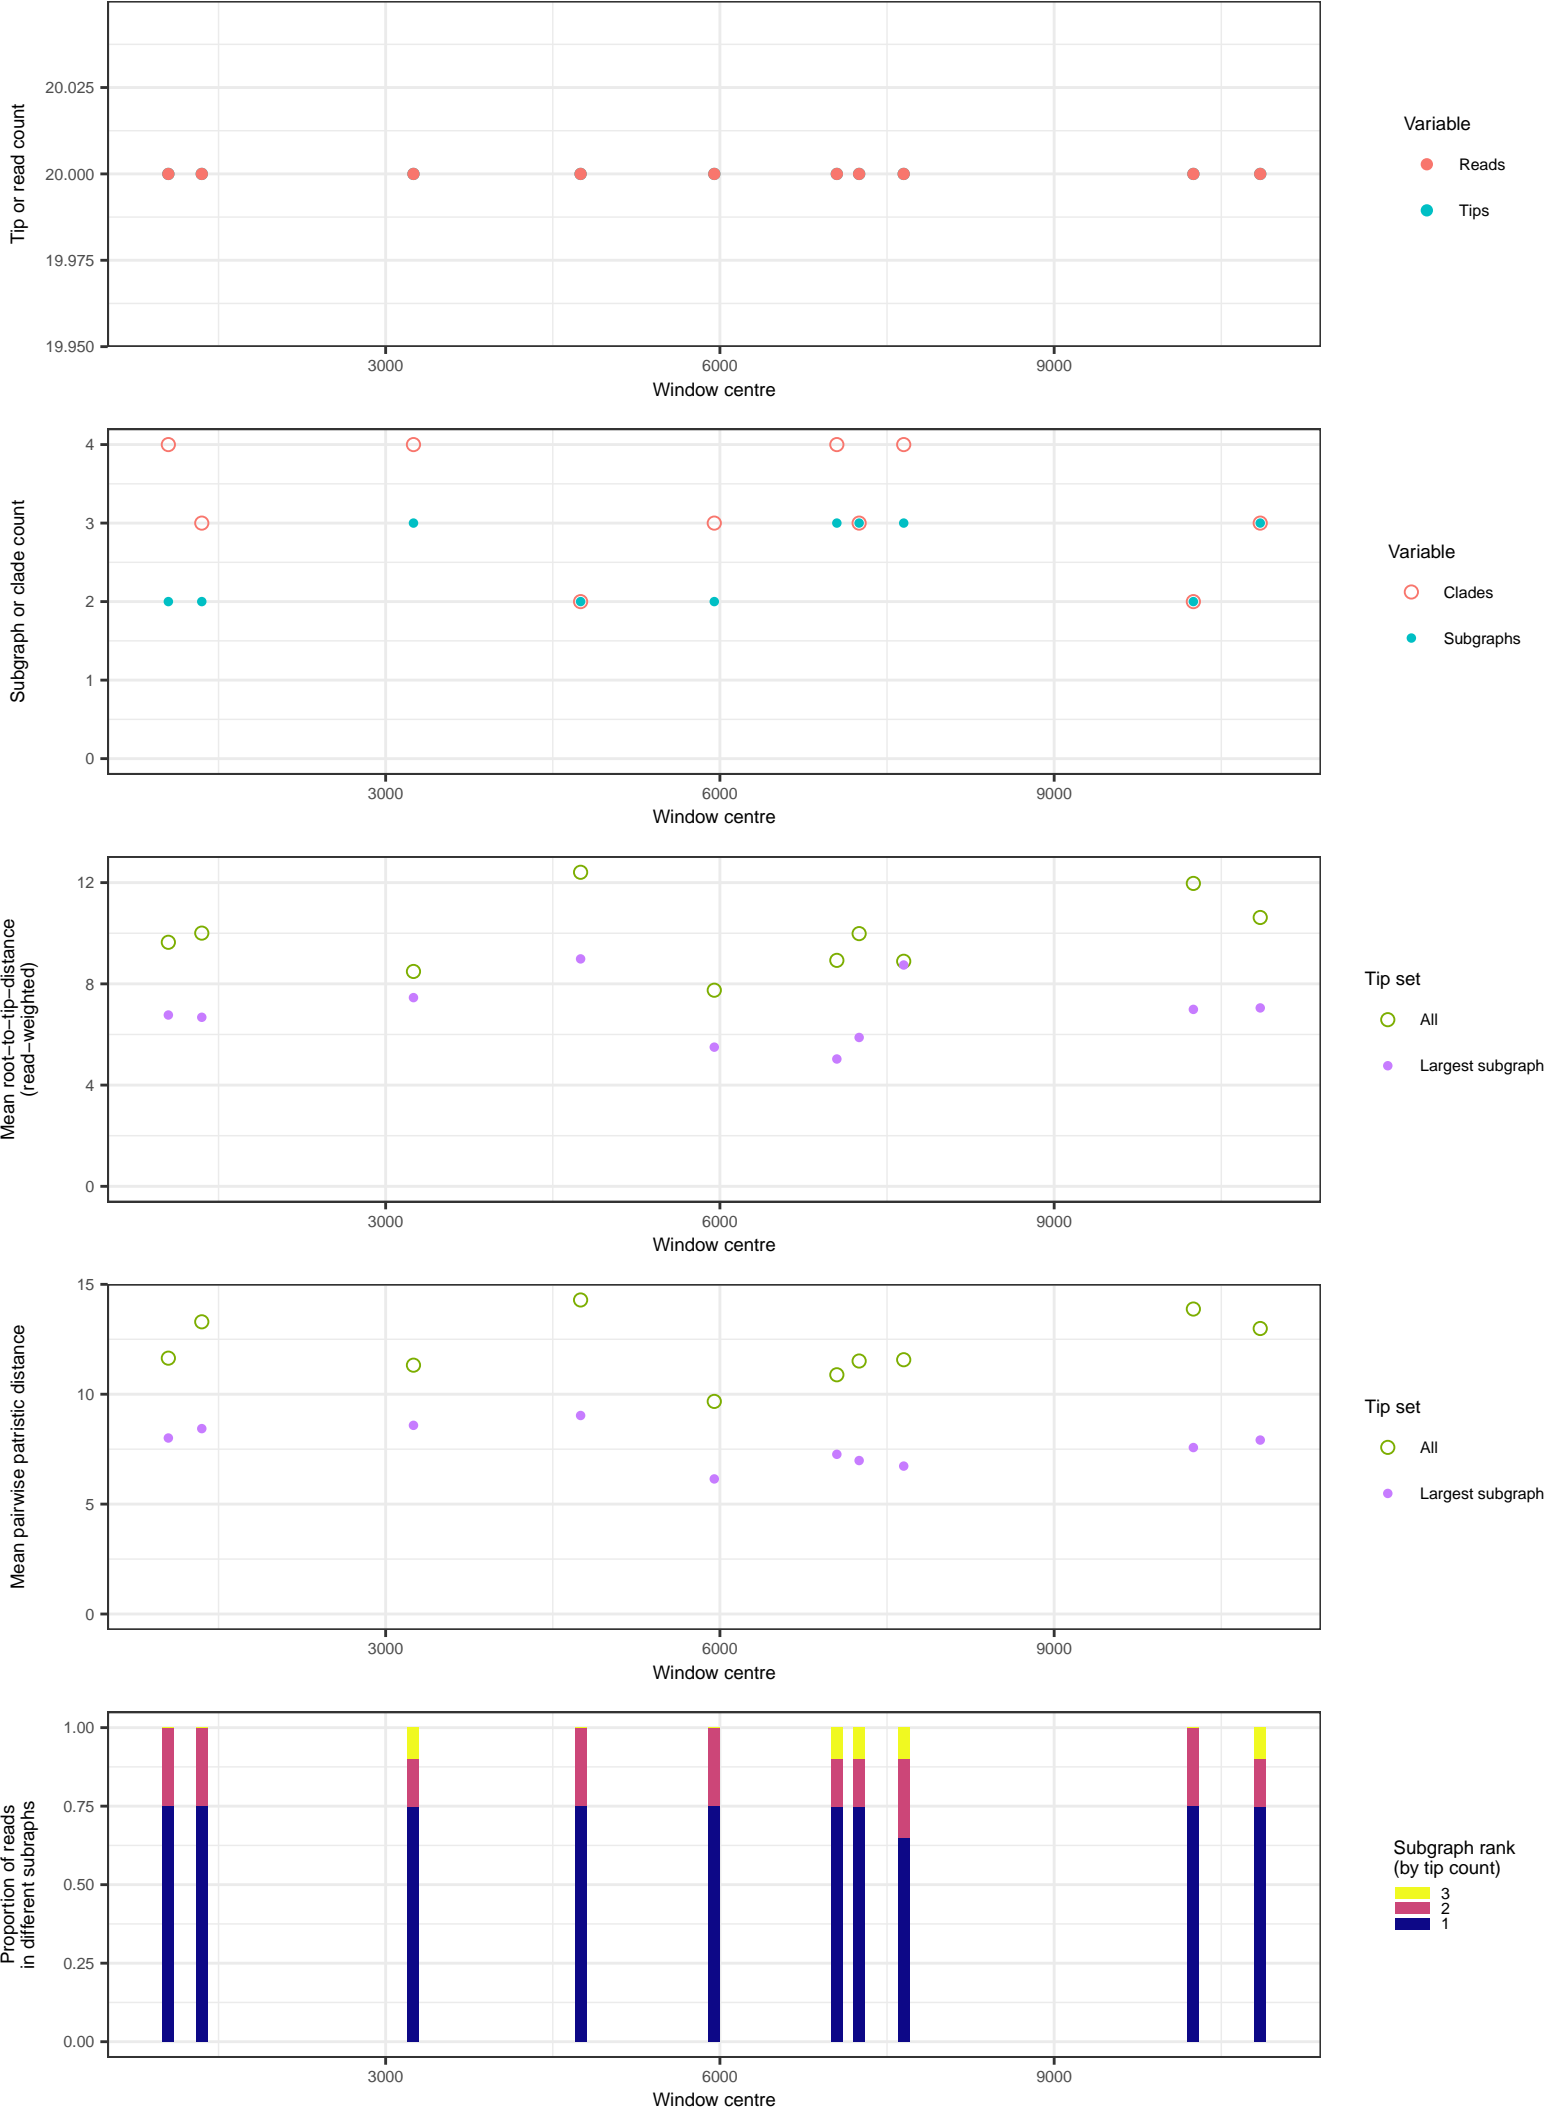 Tip or read count
20.025
20.000
19.975
19.950
3000 6000 9000
Window centre
Variable
Reads
Tips
Subgraph or clade count
4
3
2
1
0
3000 6000 9000
Window centre
Variable
Clades
Subgraphs
Mean root−to−tip−distance
(read−weighted)
12
8
4
0
3000 6000 9000
Window centre
Tip set
All
Largest subgraph
Mean pairwise patristic distance
15
10
5
0
3000 6000 9000
Window centre
Tip set
All
Largest subgraph
Proportion of reads
in different subraphs
1.00
0.75
0.50
0.25
0.00
3000 6000 9000
Window centre
Subgraph rank
(by tip count)
3
2
1